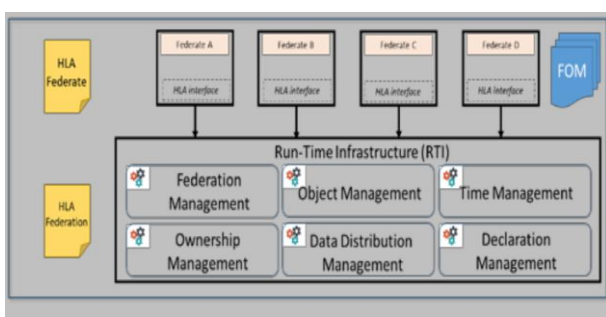 HLA
Federate
Federate A
Federate B
Federate C
Federate D
FOM
HLA interface
HLA interface
HLA interface
HLA interface
Run-Time Infrastructure (RTI)
HLA
Federation
Federation
Management
Object Management
Time Management
Ownership
Management
Data Distribution
Management
Declaration
Management